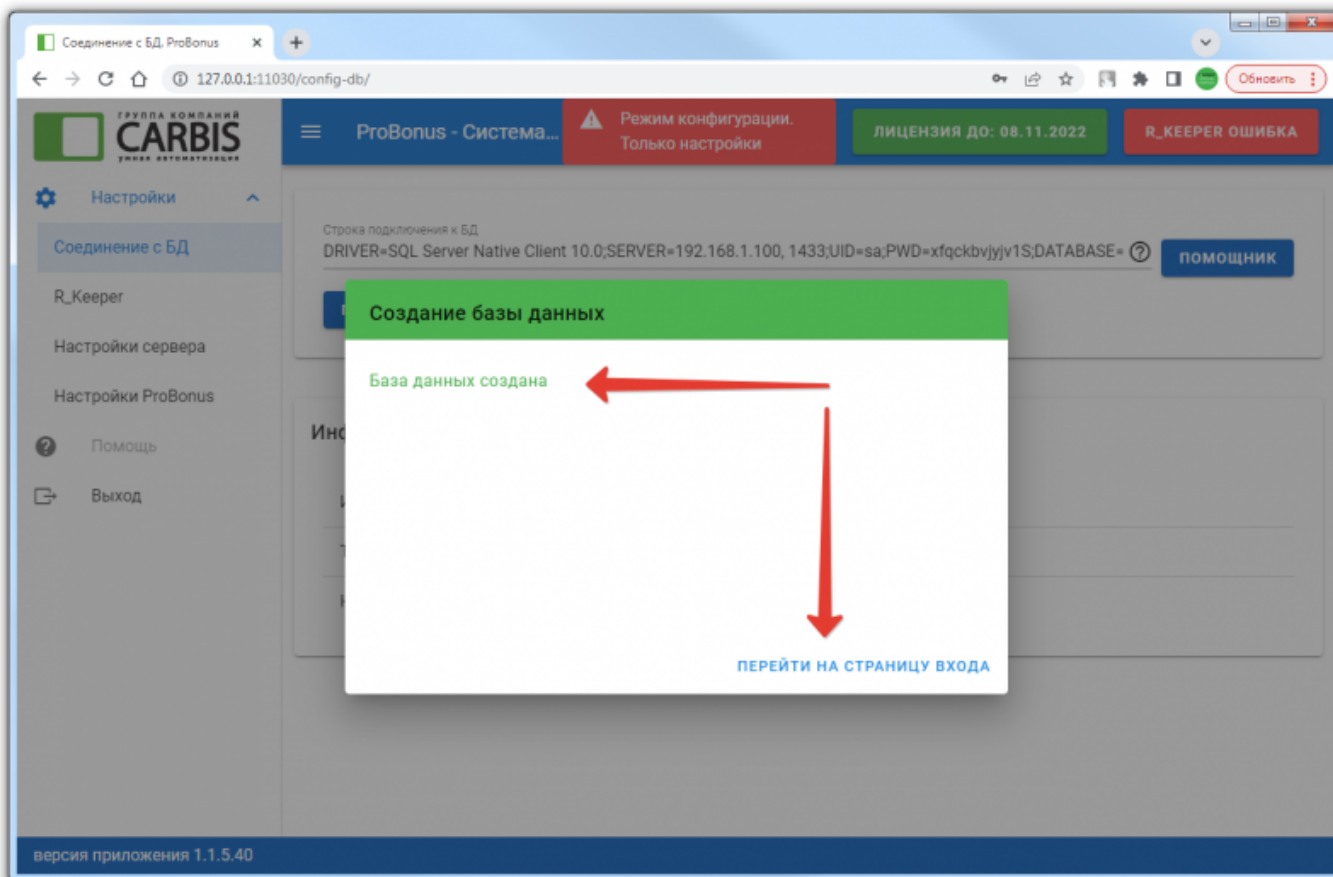 Соединение с БД, ProBonus
127.0.0.1:11030/config-db/
Обновить
ГРУППА КОМПАНИЙ
CARBIS
умная автоматизация
ProBonus - Система...
Режим конфигурации.
Только настройки
ЛИЦЕНЗИЯ ДО: 08.11.2022
R_KEEPER ОШИБКА
Настройки
Соединение с БД
R_Keeper
Настройки сервера
Настройки ProBonus
Помощь
Выход
Строка подключения к БД
DRIVER=SQL Server Native Client 10.0;SERVER=192.168.1.100, 1433;UID=sa;PWD=xfqckbvjyjv1S;DATABASE=
ПОМОЩНИК
Создание базы данных
База данных создана
ПЕРЕЙТИ НА СТРАНИЦУ ВХОДА
версия приложения 1.1.5.40